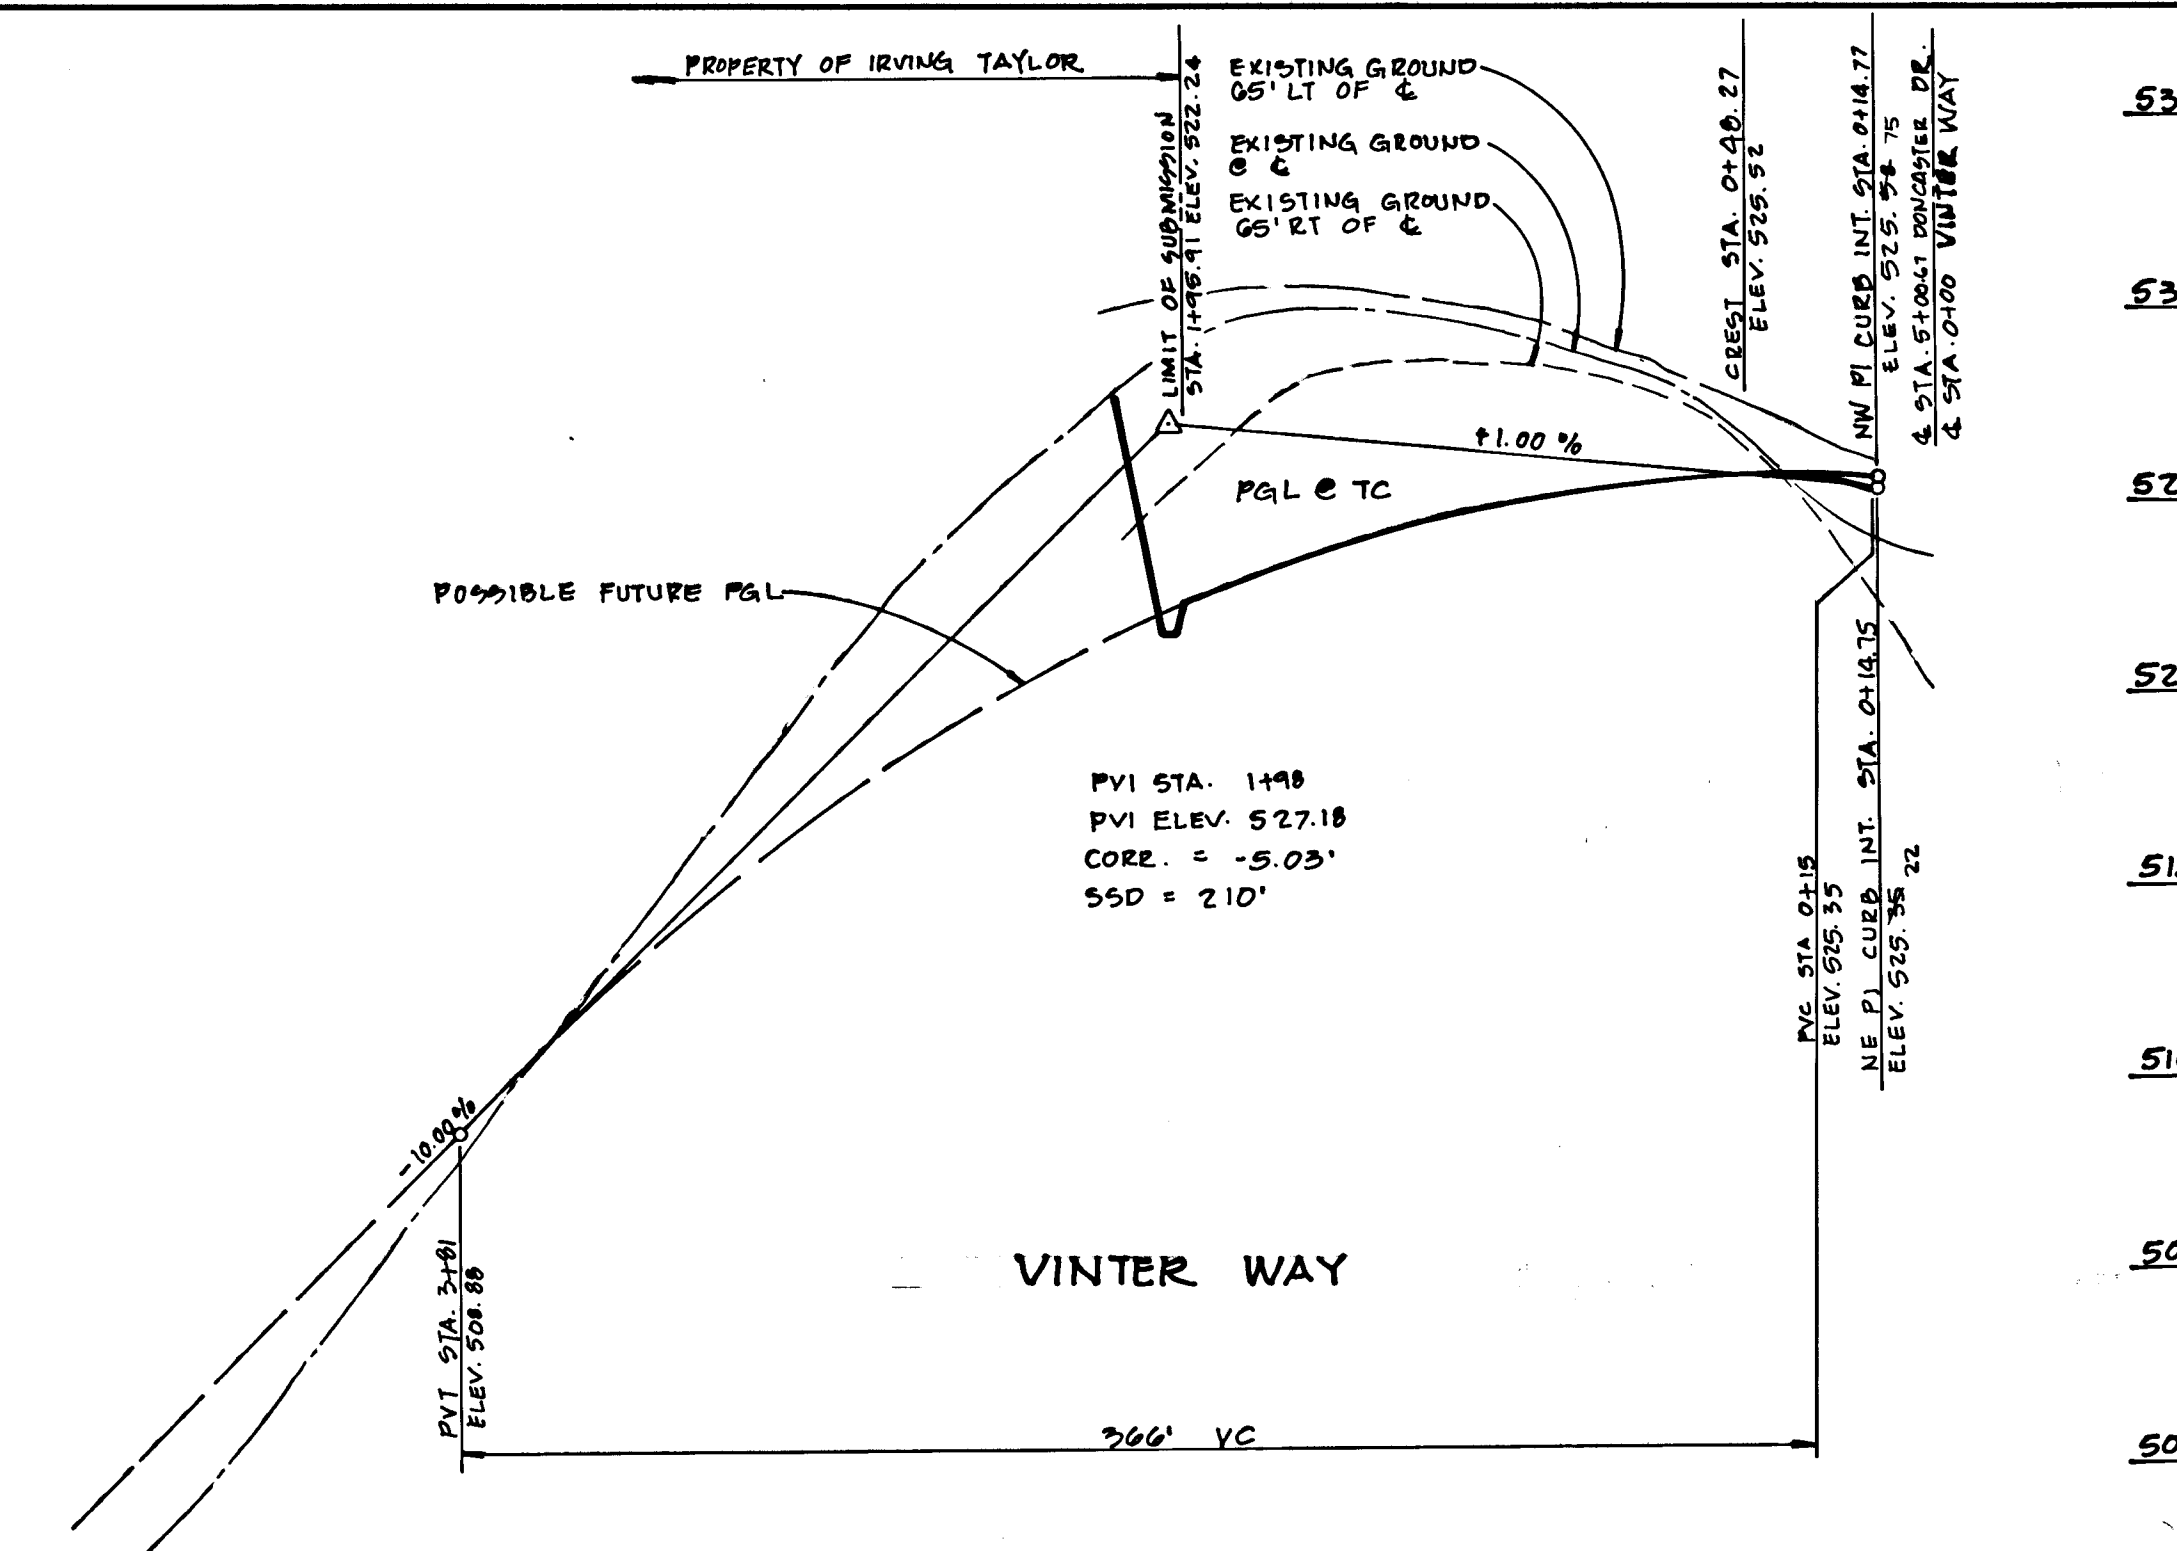 PROPERTY OF IRVING TAYLOR
LIMIT OF SUBMISSION
STA. 1+95.91 ELEV. 522.24
EXISTING GROUND
65' LT OF ℄
EXISTING GROUND
@ ℄
EXISTING GROUND
65' RT OF ℄
CREST STA. 0+48.27
ELEV. 525.52
NW PI CURB INT. STA. 0+14.77
ELEV. 525. 75
℄ STA. 5+00.61 DONCASTER DR.
℄ STA. 0+00 VINTER WAY
+1.00 %
PGL @ TC
POSSIBLE FUTURE PGL
PVI STA. 1+98
PVI ELEV. 527.18
CORR. = -5.03'
SSD = 210'
PVC STA 0+15
ELEV. 525.35
NE PI CURB INT. STA. 0+14.75
ELEV. 525.35 22
-10.00%
PVT STA. 3+81
ELEV. 508.88
VINTER WAY
366' VC